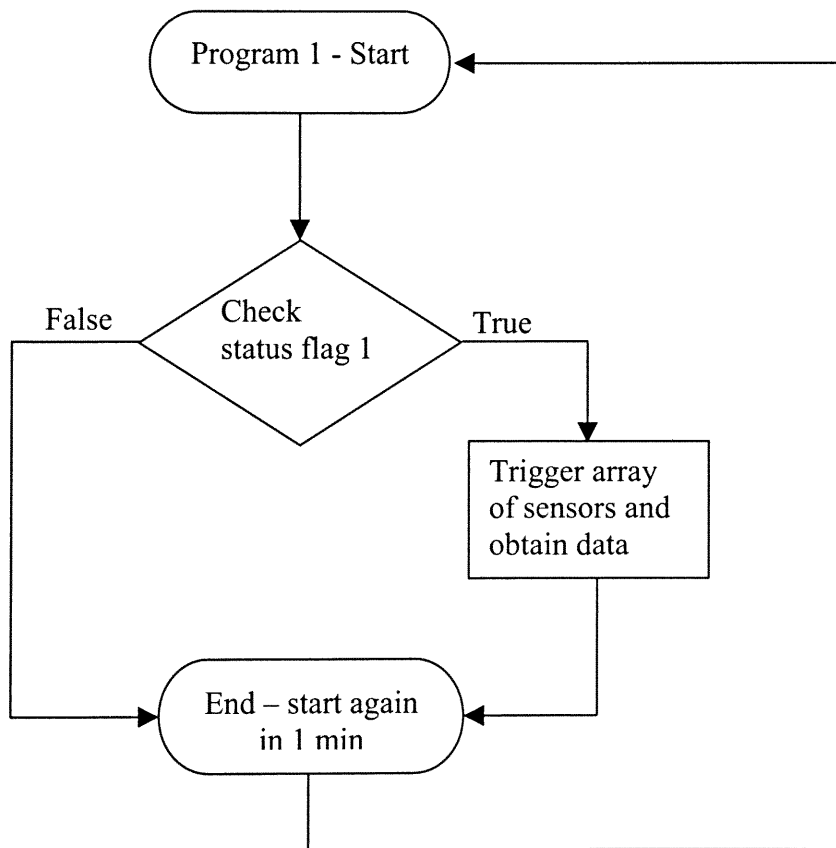 Program 1 - Start
Check
status flag 1
False
True
Trigger array
of sensors and
obtain data
End – start again
in 1 min